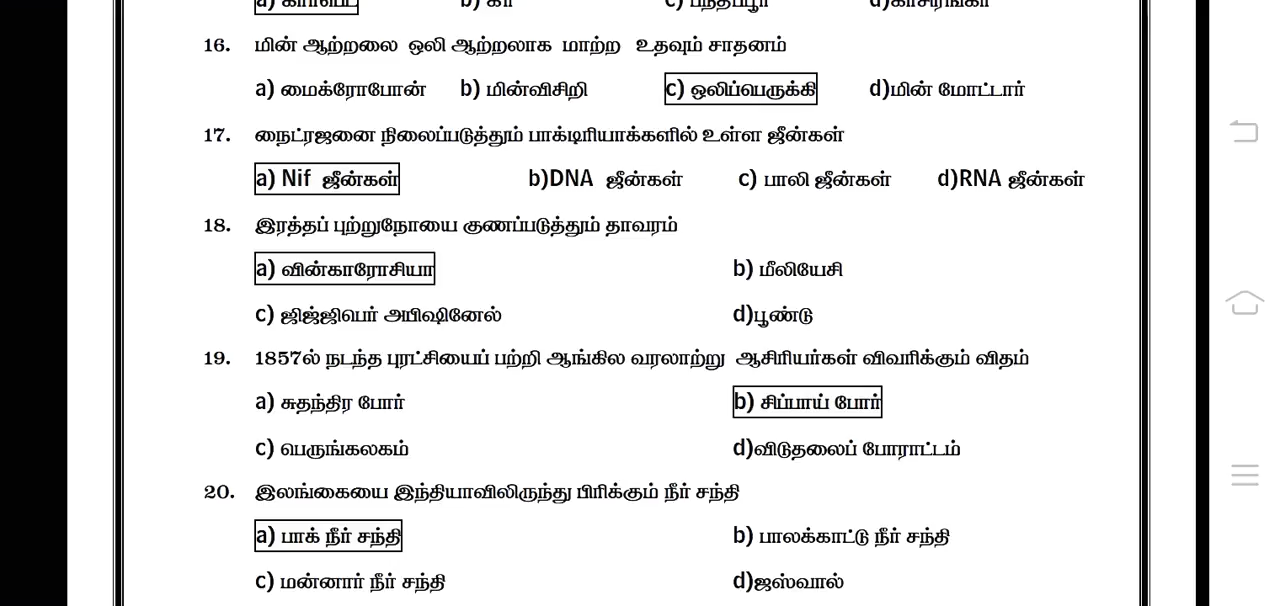 16. மின் ஆற்றலை ஒலி ஆற்றலாக மாற்ற உதவும் சாதனம்
a) மைக்ரோபோன் b) மின்விசிறி c) ஒலிப்பெருக்கி d)மின் மோட்டார்
17. நைட்ரஜனை நிலைப்படுத்தும் பாக்டிரியாக்களில் உள்ள ஜீன்கள்
a) Nif ஜீன்கள் b)DNA ஜீன்கள் c) பாலி ஜீன்கள் d)RNA ஜீன்கள்
18. இரத்தப் புற்றுநோயை குணப்படுத்தும் தாவரம்
a) வின்காரோசியா b) மீலியேசி
c) ஜிஜ்ஜிபெர் அபிஷினேல் d)பூண்டு
19. 1857ல் நடந்த புரட்சியைப் பற்றி ஆங்கில வரலாற்று ஆசிரியர்கள் விவரிக்கும் விதம்
a) சுதந்திர போர் b) சிப்பாய் போர்
c) பெருங்கலகம் d)விடுதலைப் போராட்டம்
20. இலங்கையை இந்தியாவிலிருந்து பிரிக்கும் நீர் சந்தி
a) பாக் நீர் சந்தி b) பாலக்காட்டு நீர் சந்தி
c) மன்னார் நீர் சந்தி d)ஜஸ்வால்